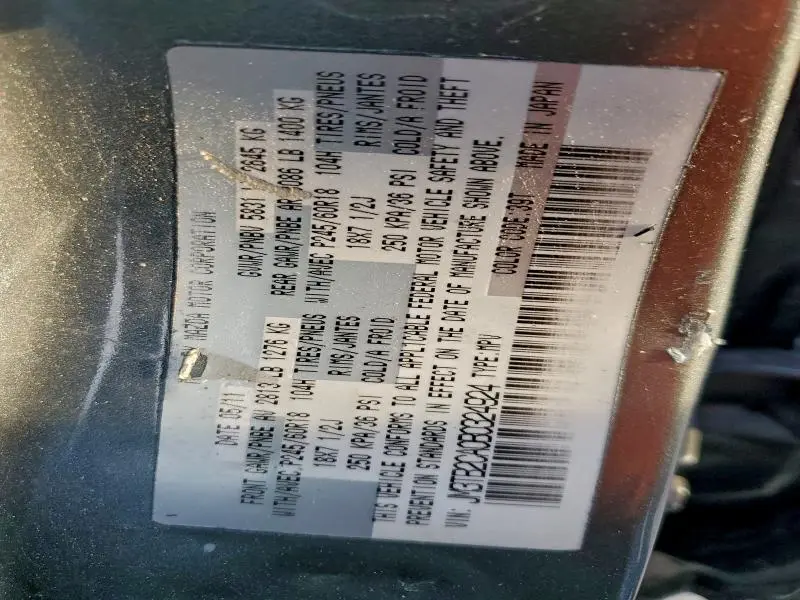 MAZDA MOTOR CORPORATION
DATE 05/11 GVWR/PNBV 5831 2645 KG
FRONT GAWR/PNBE AV 2813 LB 1276 KG REAR GAWR/PNBE AR 3086 LB 1400 KG
WITH/AVEC P245/60R18 104H TIRES/PNEUS WITH/AVEC P245/60R18 104H TIRES/PNEUS
18X7 1/2J RIMS/JANTES 18X7 1/2J RIMS/JANTES
250 KPA/36 PSI COLD/A FROID 250 KPA/36 PSI COLD/A FROID
THIS VEHICLE CONFORMS TO ALL APPLICABLE FEDERAL MOTOR VEHICLE SAFETY AND THEFT
PREVENTION STANDARDS IN EFFECT ON THE DATE OF MANUFACTURE SHOWN ABOVE.
VIN: JM3TB2CA0B0324924 TYPE:MPV COLOR CODE:39T MADE IN JAPAN